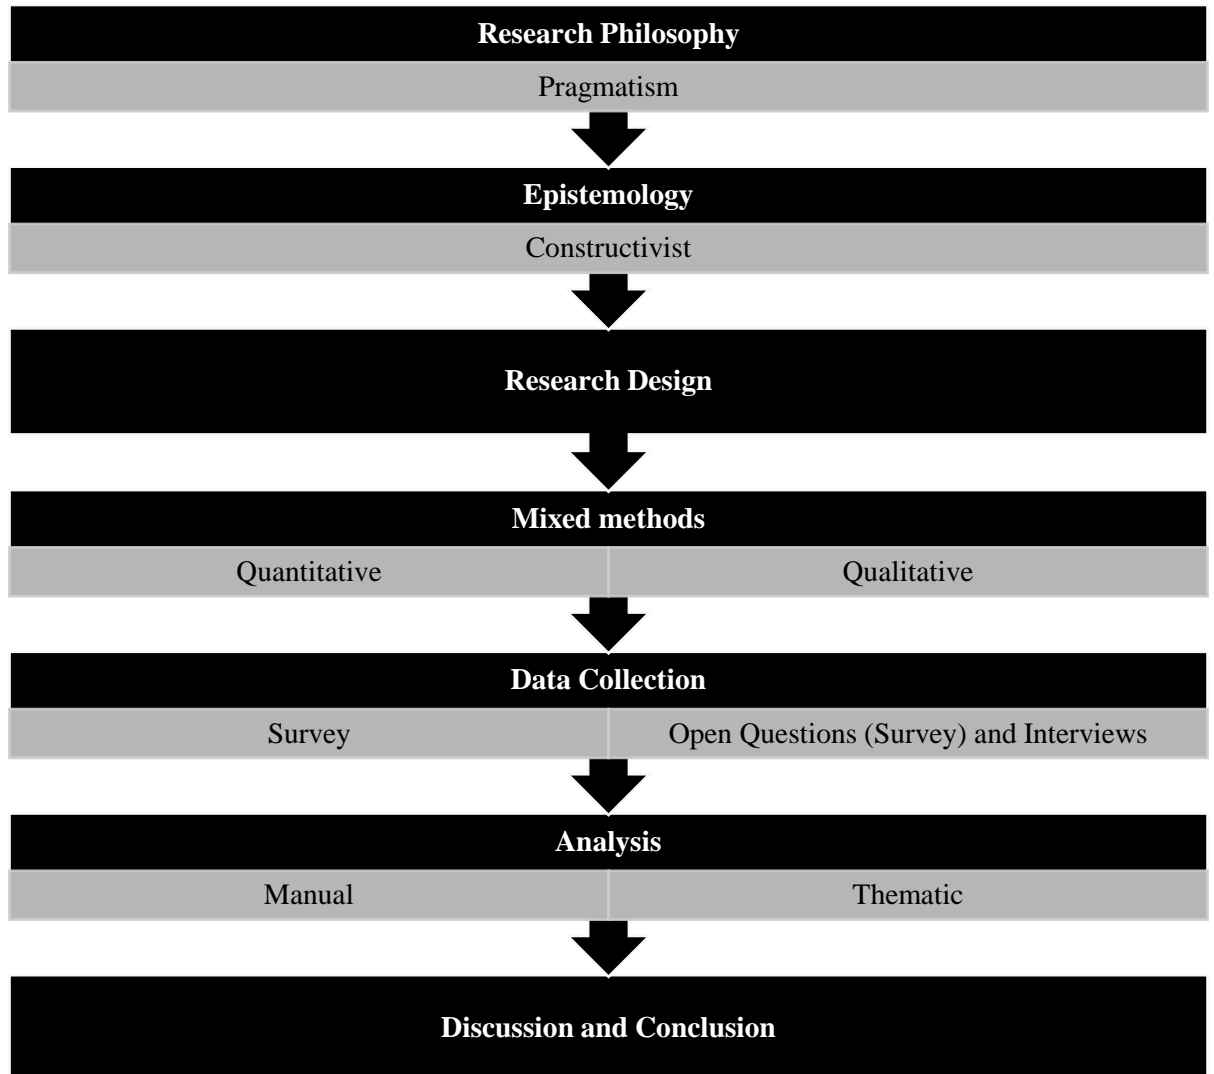 Research Philosophy
Pragmatism
Epistemology
Constructivist
Research Design
Mixed methods
Quantitative
Qualitative
Data Collection
Survey
Open Questions (Survey) and Interviews
Analysis
Manual
Thematic
Discussion and Conclusion